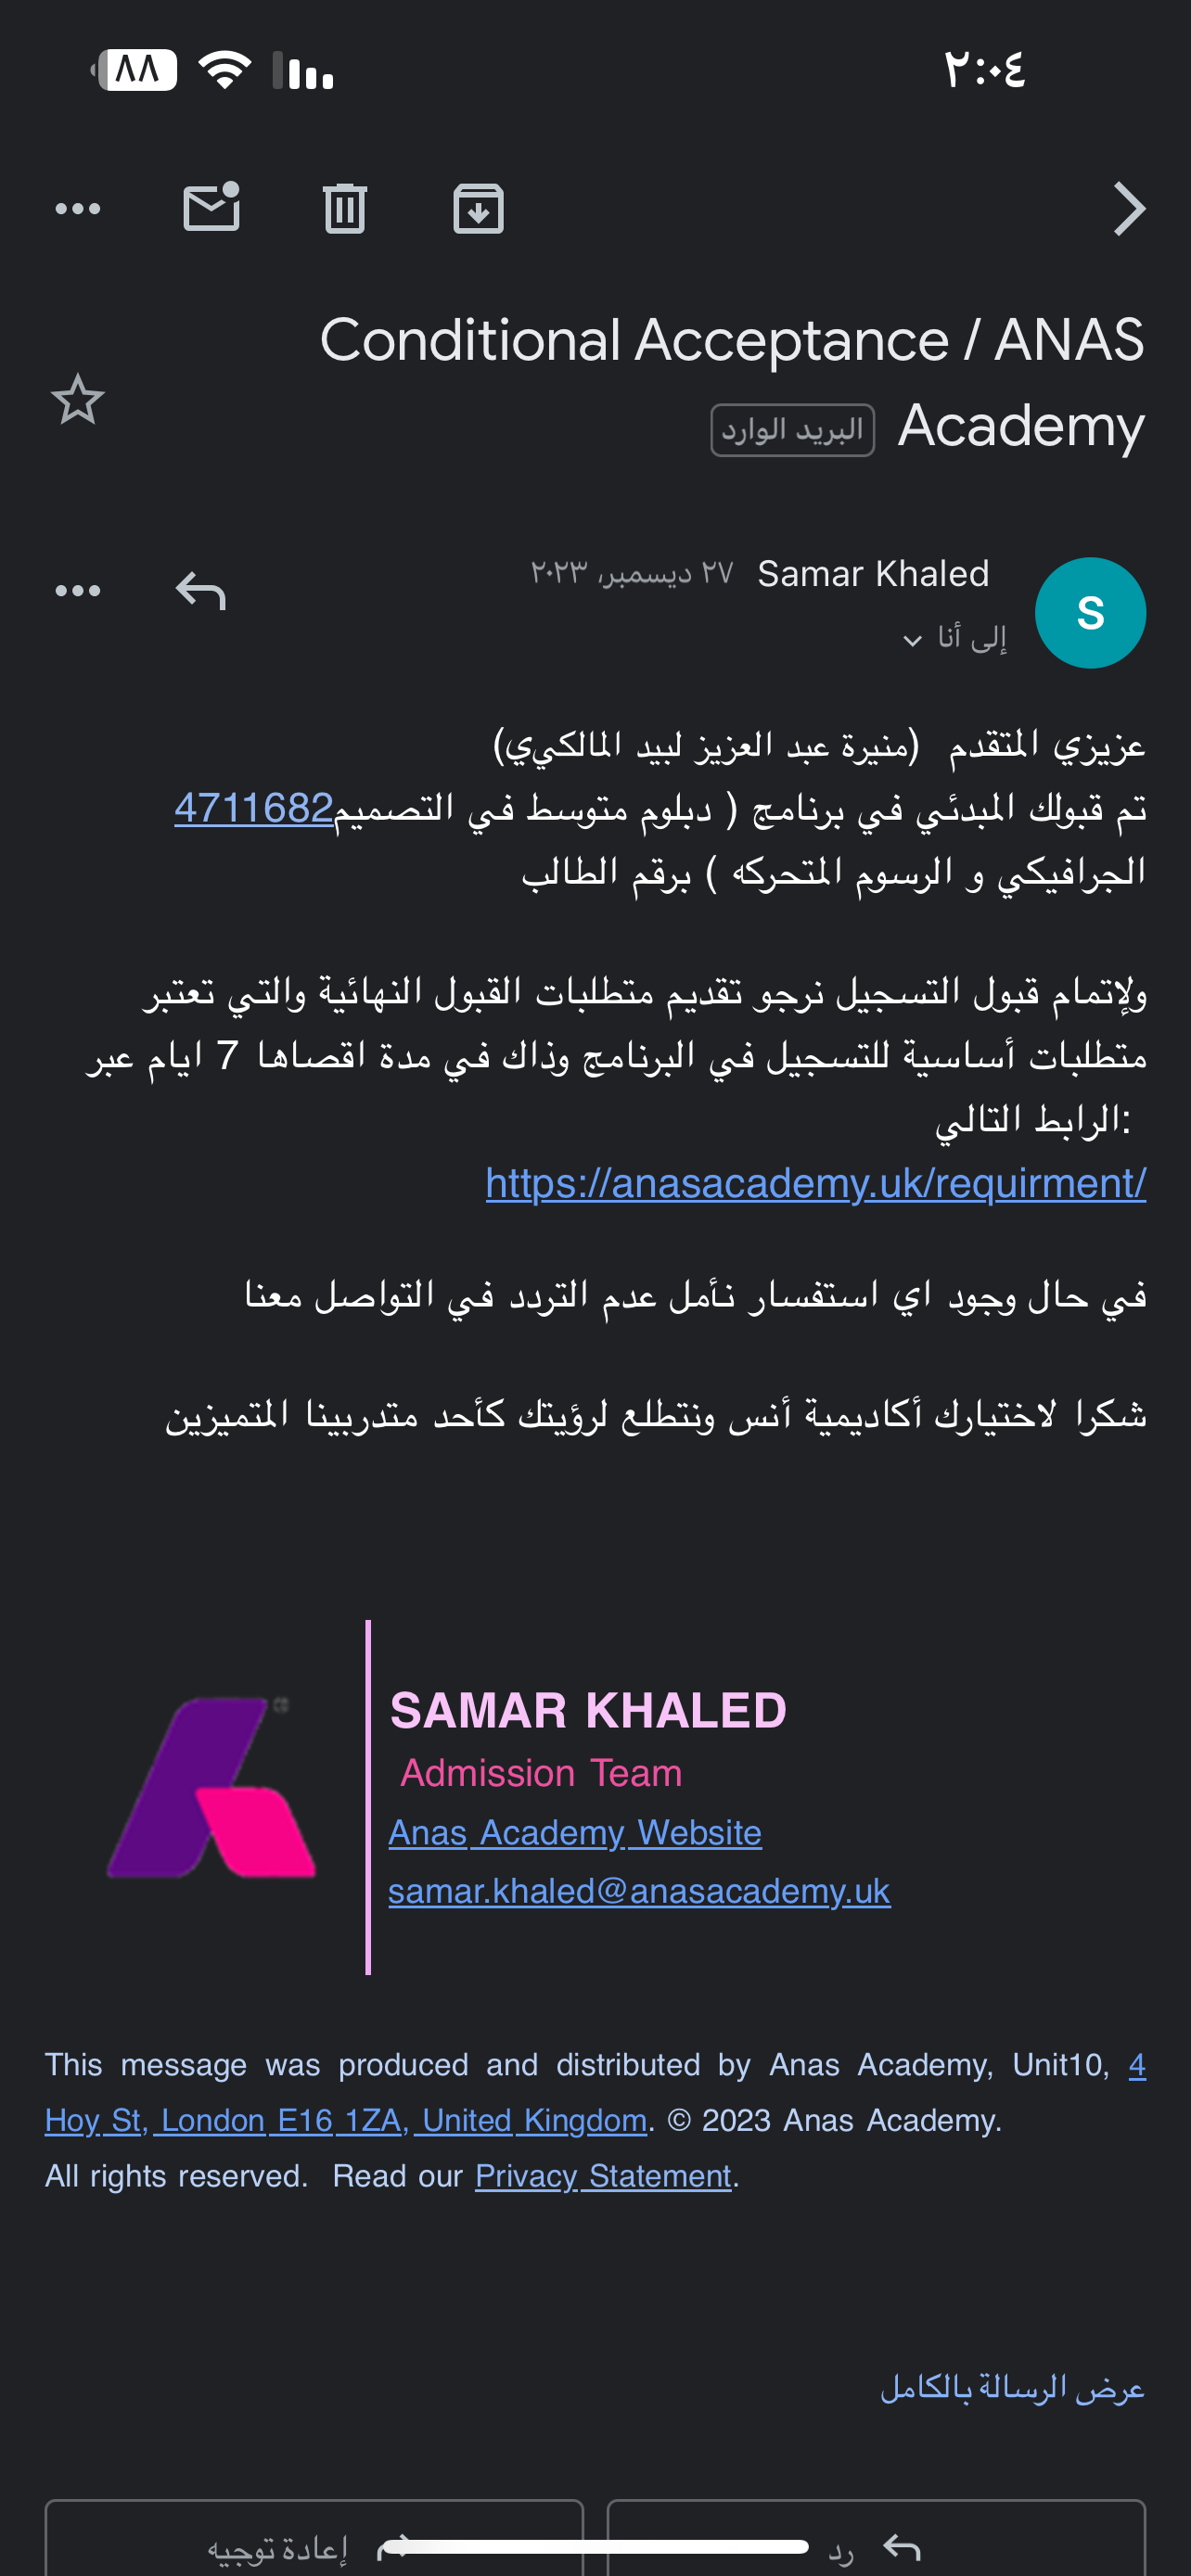 ٢:٠٤
٨٨
Conditional Acceptance / ANAS
Academy البريد الوارد
Samar Khaled ٢٧ ديسمبر، ٢٠٢٣
S
إلى أنا
عزيزي المتقدم (منيرة عبد العزيز لبيد المالكيي)
تم قبولك المبدئي في برنامج ( دبلوم متوسط في التصميم4711682
الجرافيكي و الرسوم المتحركه ) برقم الطالب
ولإتمام قبول التسجيل نرجو تقديم متطلبات القبول النهائية والتي تعتبر
متطلبات أساسية للتسجيل في البرنامج وذاك في مدة اقصاها 7 ايام عبر
:الرابط التالي
https://anasacademy.uk/requirment/
في حال وجود اي استفسار نأمل عدم التردد في التواصل معنا
شكرا لاختيارك أكاديمية أنس ونتطلع لرؤيتك كأحد متدربينا المتميزين
SAMAR KHALED
Admission Team
Anas Academy Website
samar.khaled@anasacademy.uk
This message was produced and distributed by Anas Academy, Unit10, 4
Hoy St, London E16 1ZA, United Kingdom. © 2023 Anas Academy.
All rights reserved. Read our Privacy Statement.
عرض الرسالة بالكامل
رد
إعادة توجيه